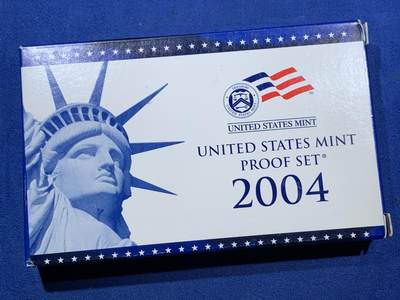 UNITED STATES MINT
UNITED STATES MINT
PROOF SET®
2004